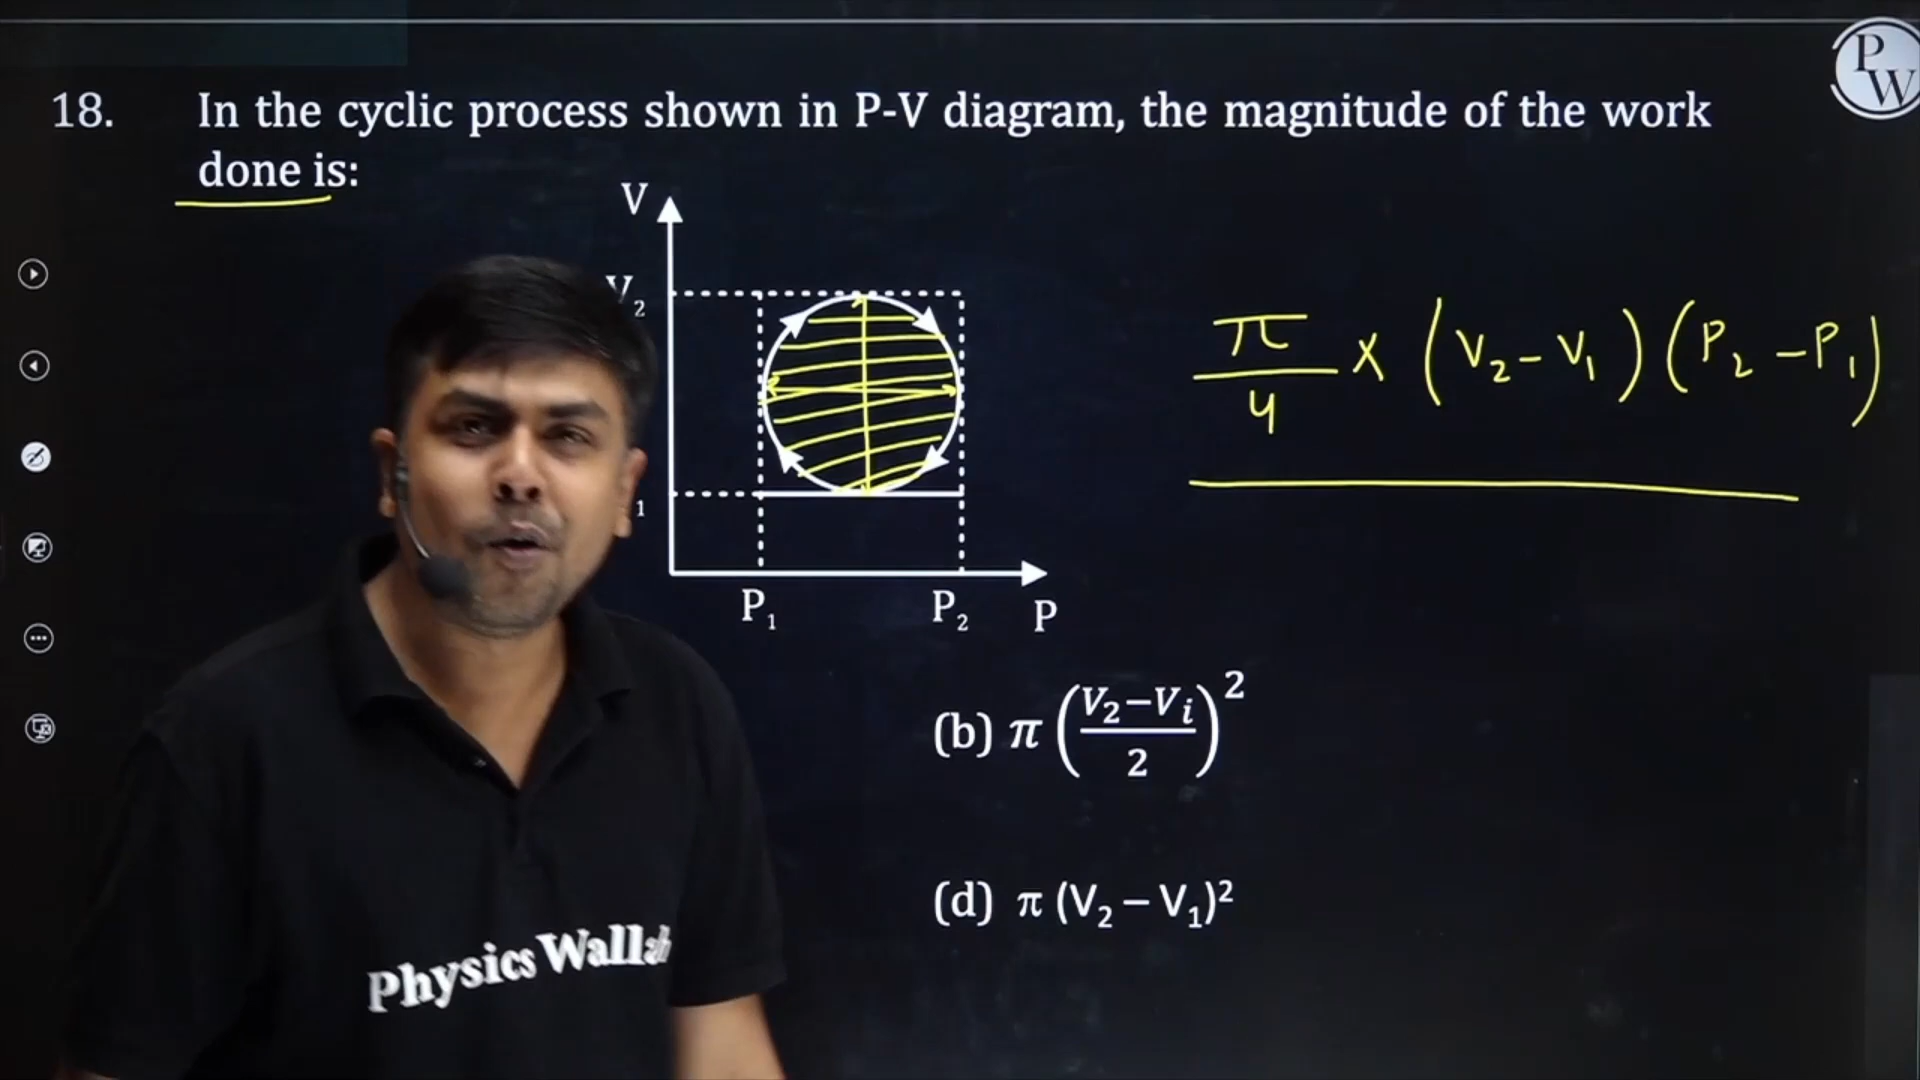 18. In the cyclic process shown in P-V diagram, the magnitude of the work
done is:
V
V₂
1
P₁ P₂ P
π/4 × (V₂ – V₁) (P₂ – P₁)
(b) π ((V₂–Vᵢ)/2)²
(d) π (V₂ – V₁)²
Physics Wallah
PW